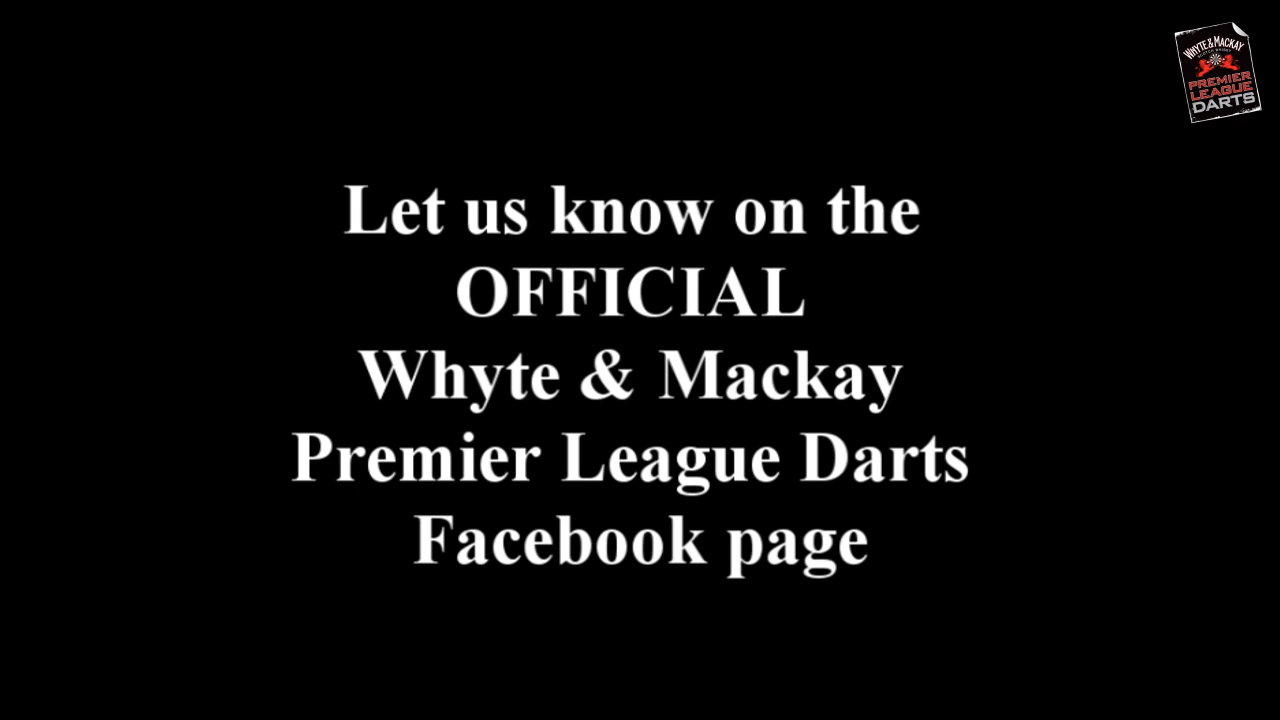 WHYTE & MACKAY
PREMIER
LEAGUE
DARTS
Let us know on the
OFFICIAL
Whyte & Mackay
Premier League Darts
Facebook page